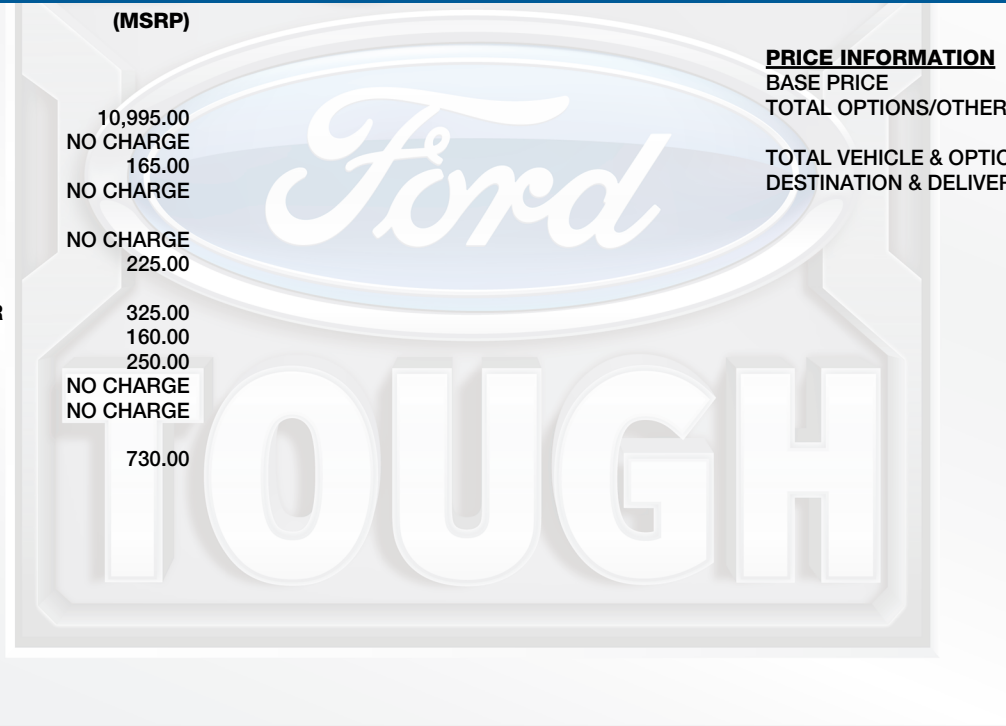 (MSRP)
10,995.00
NO CHARGE
165.00
NO CHARGE
NO CHARGE
225.00
R 325.00
160.00
250.00
NO CHARGE
NO CHARGE
730.00
PRICE INFORMATION
BASE PRICE
TOTAL OPTIONS/OTHER
TOTAL VEHICLE & OPTIO
DESTINATION & DELIVER
Ford
TOUGH